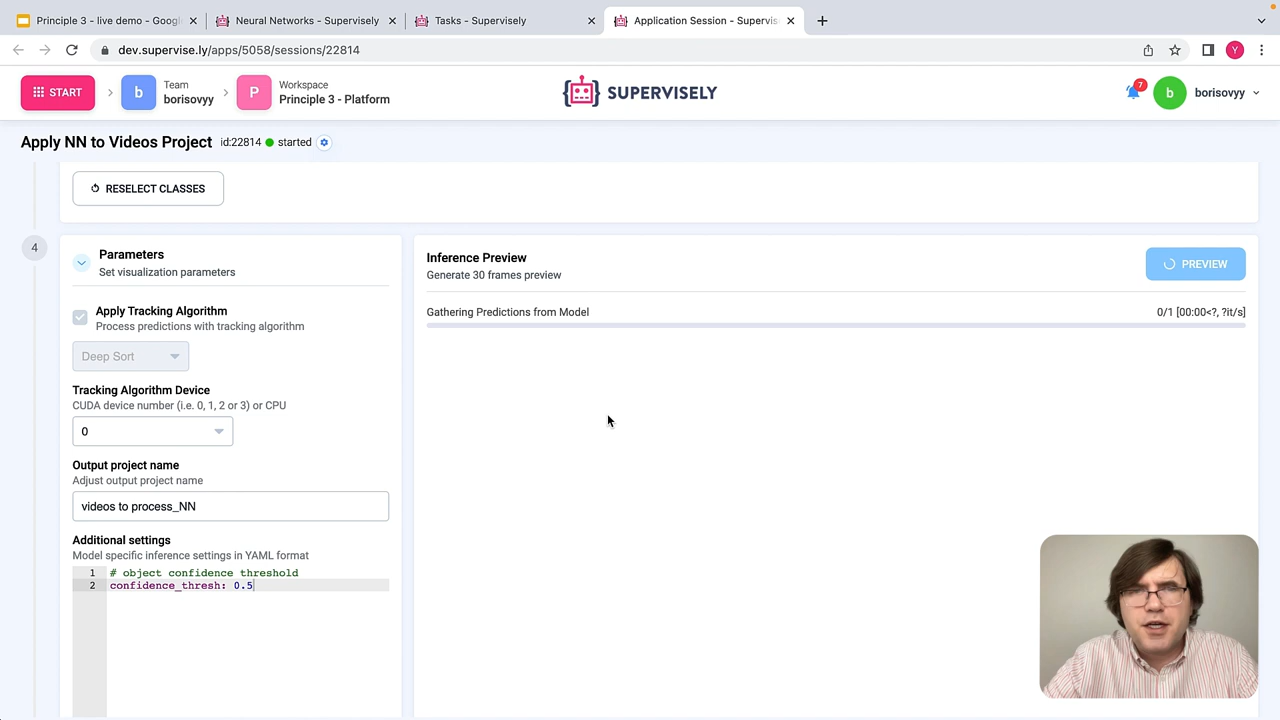 Principle 3 - live demo - Goog
Neural Networks - Supervisely
Tasks - Supervisely
Application Session - Supervis
dev.supervise.ly/apps/5058/sessions/22814
Y
START
b
Team
borisovyy
P
Workspace
Principle 3 - Platform
SUPERVISELY
7
b
borisovyy
Apply NN to Videos Project
id:22814
started
RESELECT CLASSES
4
Parameters
Set visualization parameters
Apply Tracking Algorithm
Process predictions with tracking algorithm
Deep Sort
Tracking Algorithm Device
CUDA device number (i.e. 0, 1, 2 or 3) or CPU
0
Output project name
Adjust output project name
videos to process_NN
Additional settings
Model specific inference settings in YAML format
1 # object confidence threshold
2 confidence_thresh: 0.5
Inference Preview
Generate 30 frames preview
PREVIEW
Gathering Predictions from Model
0/1 [00:00<?, ?it/s]